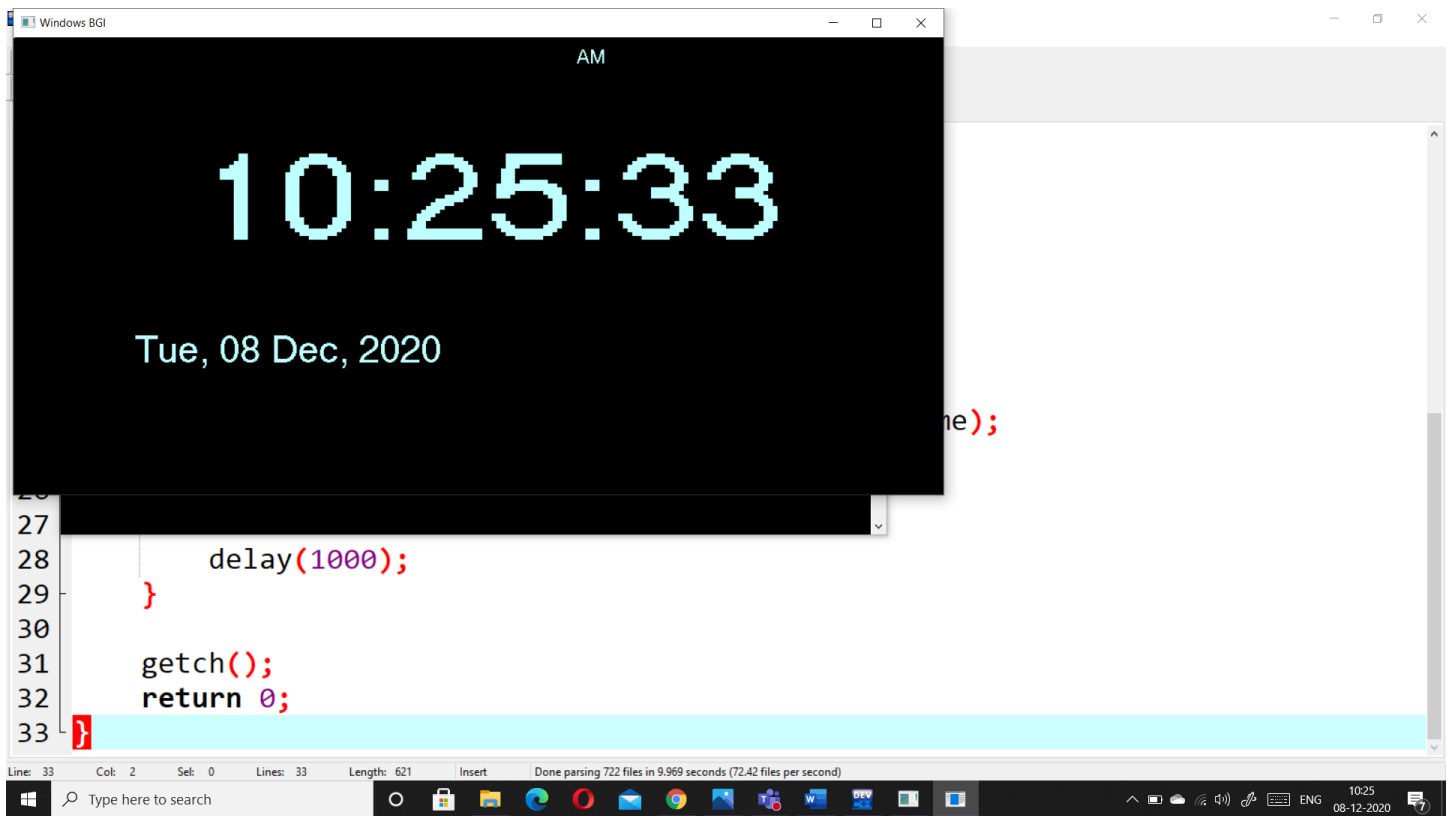 Windows BGI
AM
10:25:33
Tue, 08 Dec, 2020
);
27
28 delay(1000);
29 }
30
31 getch();
32 return 0;
33 }
Line: 33 Col: 2 Sel: 0 Lines: 33 Length: 621 Insert Done parsing 722 files in 9.969 seconds (72.42 files per second)
Type here to search
DEV
ENG
10:25
08-12-2020
7